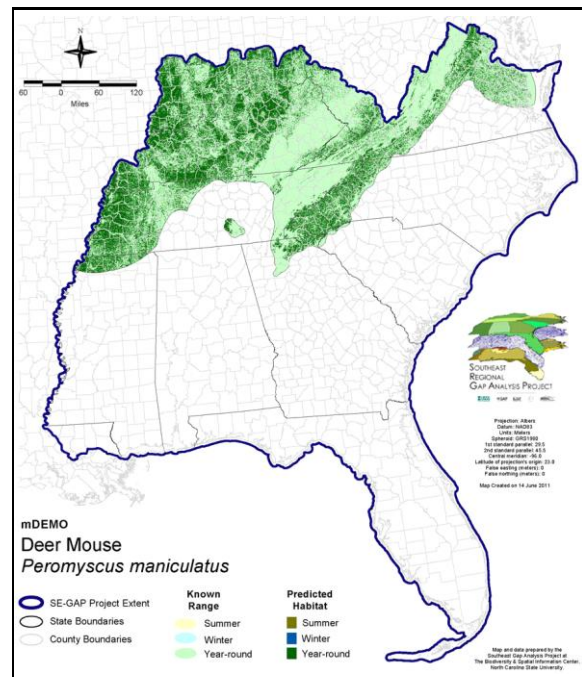 N
60 0 60 120
Miles
SOUTHEAST
REGIONAL
GAP ANALYSIS PROJECT
Projection: Albers
Datum: NAD83
Units: Meters
Spheroid: GRS1980
1st standard parallel: 29.5
2nd standard parallel: 45.5
Central meridian: -96.0
Latitude of projection's origin: 23.0
False easting (meters): 0
False northing (meters): 0
Map Created on 14 June 2011
mDEMO
Deer Mouse
Peromyscus maniculatus
SE-GAP Project Extent
State Boundaries
County Boundaries
Known
Range
Summer
Winter
Year-round
Predicted
Habitat
Summer
Winter
Year-round
Map and data prepared by the
Southeast Gap Analysis Project at
The Biodiversity & Spatial Information Center,
North Carolina State University.